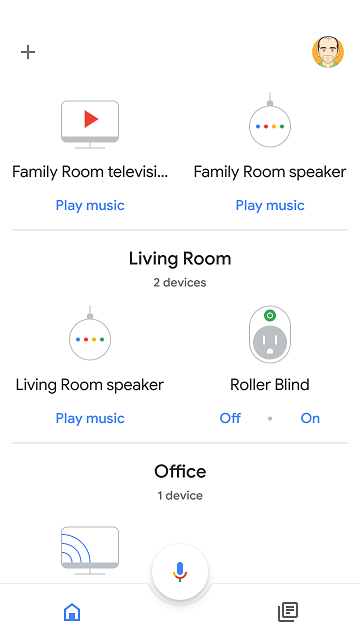 Family Room televisi...
Family Room speaker
Play music
Play music
Living Room
2 devices
Living Room speaker
Roller Blind
Play music
Off
On
Office
1 device